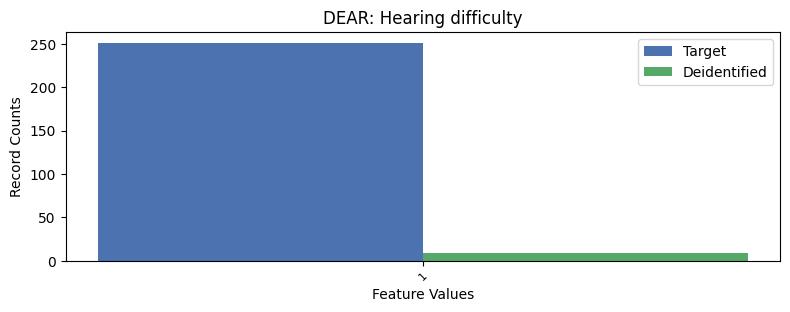 DEAR: Hearing difficulty
Target
Deidentified
Record Counts
250
200
150
100
50
0
1
Feature Values